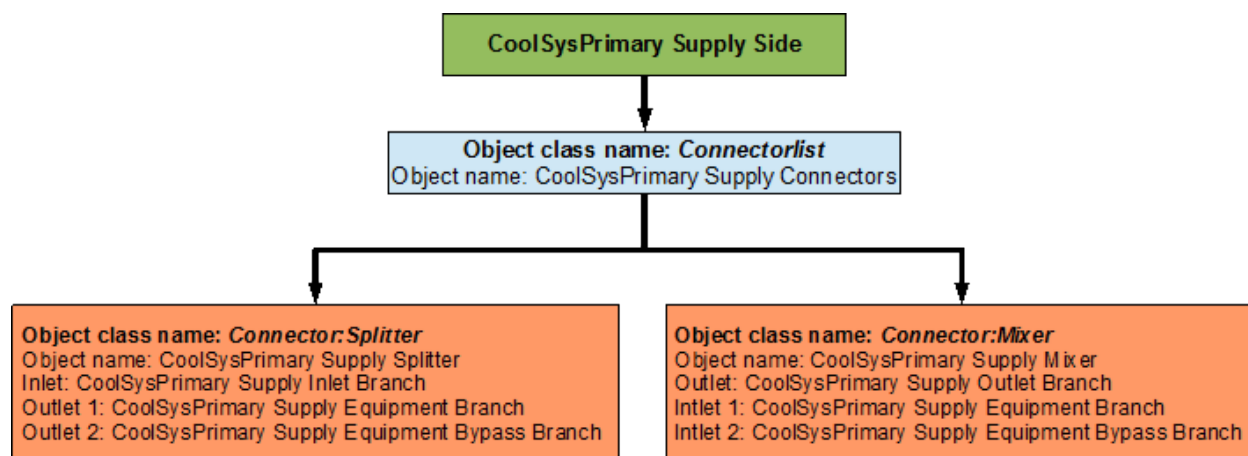 CoolSysPrimary Supply Side
Object class name: Connectorlist
Object name: CoolSysPrimary Supply Connectors
Object class name: Connector:Splitter
Object name: CoolSysPrimary Supply Splitter
Inlet: CoolSysPrimary Supply Inlet Branch
Outlet 1: CoolSysPrimary Supply Equipment Branch
Outlet 2: CoolSysPrimary Supply Equipment Bypass Branch
Object class name: Connector:Mixer
Object name: CoolSysPrimary Supply Mixer
Outlet: CoolSysPrimary Supply Outlet Branch
Intlet 1: CoolSysPrimary Supply Equipment Branch
Intlet 2: CoolSysPrimary Supply Equipment Bypass Branch